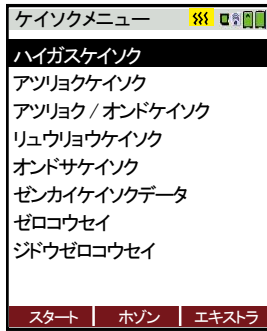 ケイソクメニュー
ハイガスケイソク
アツリョクケイソク
アツリョク / オンドケイソク
リュウリョウケイソク
オンドサケイソク
ゼンカイケイソクデータ
ゼロコウセイ
ジドウゼロコウセイ
スタート ホゾン エキストラ